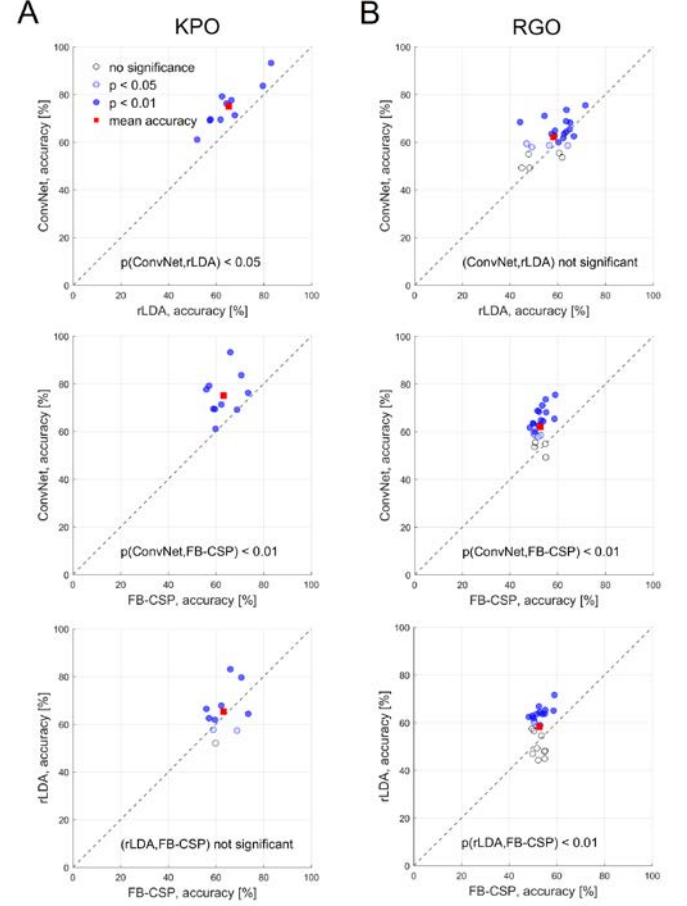 A
B
KPO
RGO
100
80
60
40
20
0
ConvNet, accuracy [%]
no significance
p < 0.05
p < 0.01
mean accuracy
p(ConvNet,rLDA) < 0.05
0 20 40 60 80 100
rLDA, accuracy [%]
100
80
60
40
20
0
ConvNet, accuracy [%]
(ConvNet,rLDA) not significant
0 20 40 60 80 100
rLDA, accuracy [%]
100
80
60
40
20
0
ConvNet, accuracy [%]
p(ConvNet,FB-CSP) < 0.01
0 20 40 60 80 100
FB-CSP, accuracy [%]
100
80
60
40
20
0
ConvNet, accuracy [%]
p(ConvNet,FB-CSP) < 0.01
0 20 40 60 80 100
FB-CSP, accuracy [%]
100
80
60
40
20
0
rLDA, accuracy [%]
(rLDA,FB-CSP) not significant
0 20 40 60 80 100
FB-CSP, accuracy [%]
100
80
60
40
20
0
rLDA, accuracy [%]
p(rLDA,FB-CSP) < 0.01
0 20 40 60 80 100
FB-CSP, accuracy [%]